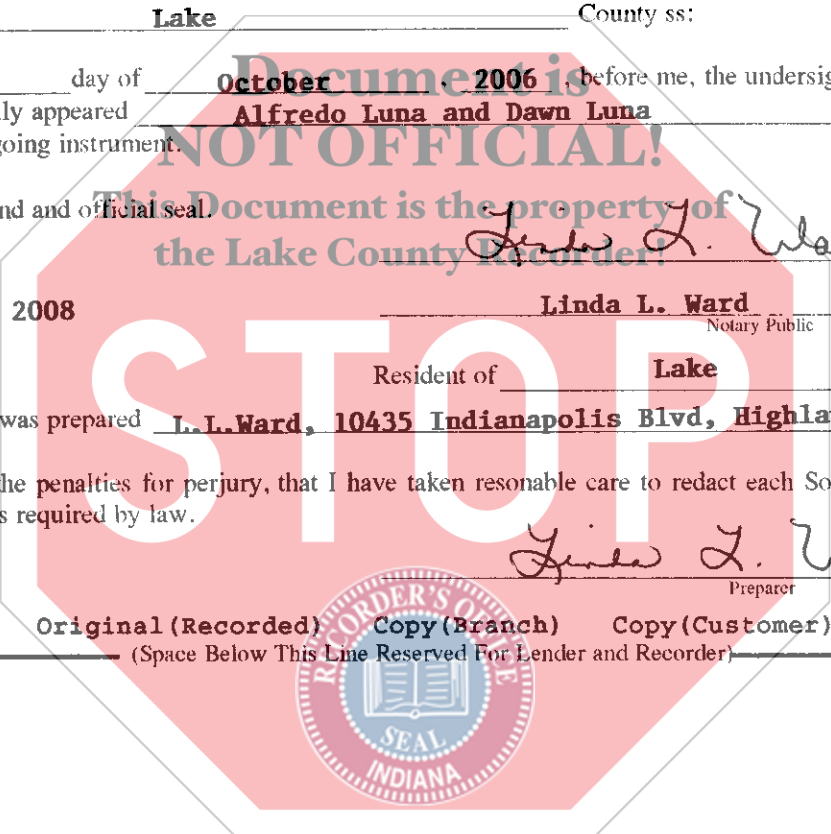 Lake County ss:
day of October , 2006 , before me, the undersig
ly appeared Alfredo Luna and Dawn Luna
going instrument.
Document is
NOT OFFICIAL!
This Document is the property of
the Lake County Recorder!
nd and official seal.
Linda L.
2008
Linda L. Ward
Notary Public
STOP
Resident of Lake
was prepared L.L.Ward, 10435 Indianapolis Blvd, Highla
the penalties for perjury, that I have taken resonable care to redact each So
s required by law.
Linda L. W
Preparer
Original(Recorded) Copy(Branch) Copy(Customer)
(Space Below This Line Reserved For Lender and Recorder)
RECORDER'S OFFICE
SEAL
INDIANA